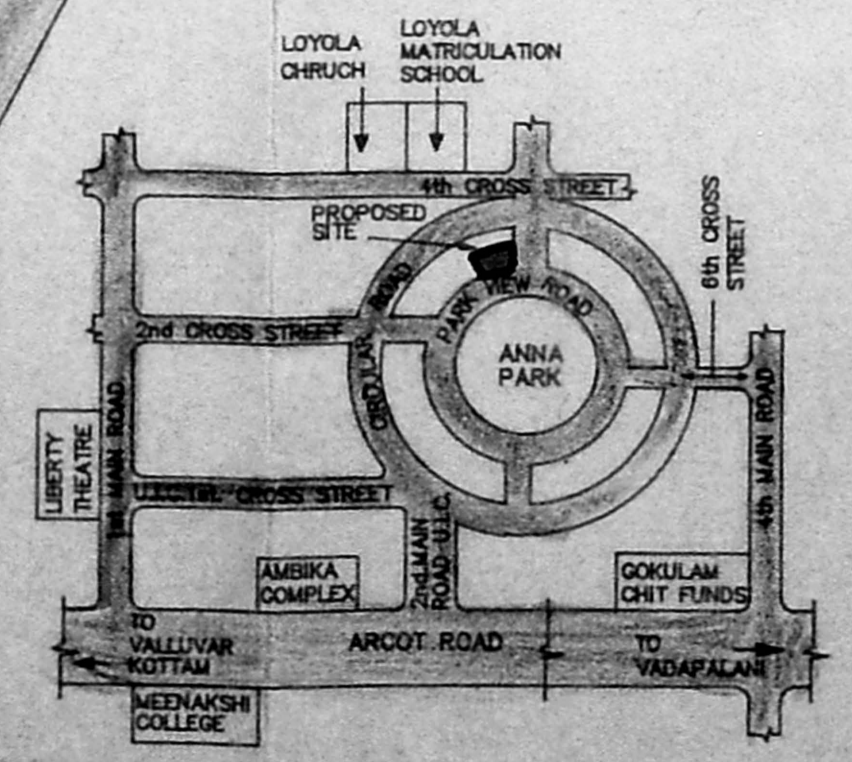 LOYOLA
CHRUCH
LOYOLA
MATRICULATION
SCHOOL
4th CROSS STREET
PROPOSED
SITE
6th CROSS
STREET
CIRCULAR ROAD
PARK VIEW ROAD
2nd CROSS STREET
ANNA
PARK
LIBERTY
THEATRE
1st MAIN ROAD
4th MAIN ROAD
U.I.C. 1st CROSS STREET
2nd.MAIN
ROAD U.I.C.
AMBIKA
COMPLEX
GOKULAM
CHIT FUNDS
TO
VALLUVAR
KOTTAM
ARCOT ROAD
TO
VADAPALANI
MEENAKSHI
COLLEGE